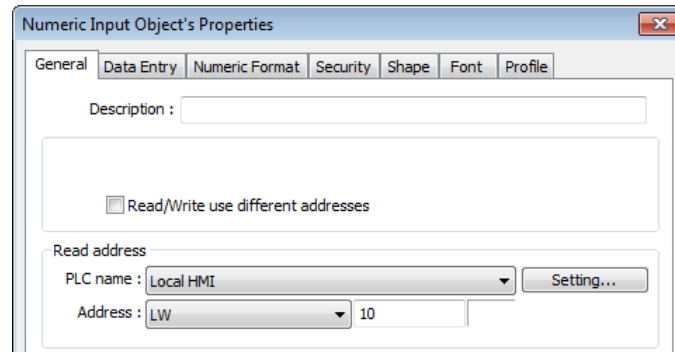 Numeric Input Object's Properties
General Data Entry Numeric Format Security Shape Font Profile
Description :
Read/Write use different addresses
Read address
PLC name : Local HMI Setting...
Address : LW 10